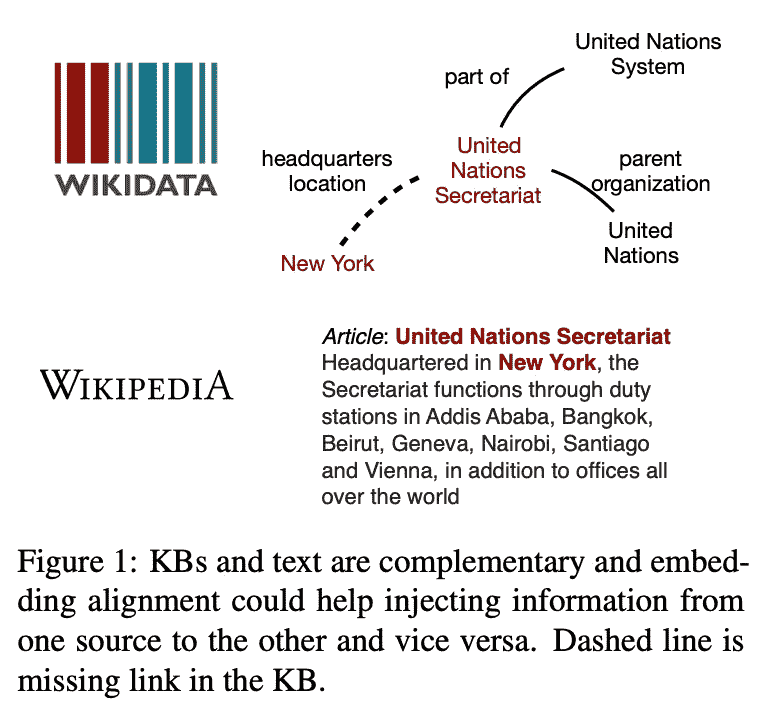 WIKIDATA
United Nations
System
part of
headquarters
location
United
Nations
Secretariat
parent
organization
New York
United
Nations
Article: United Nations Secretariat
Headquartered in New York, the
Secretariat functions through duty
stations in Addis Ababa, Bangkok,
Beirut, Geneva, Nairobi, Santiago
and Vienna, in addition to offices all
over the world
WIKIPEDIA
Figure 1: KBs and text are complementary and embed-
ding alignment could help injecting information from
one source to the other and vice versa. Dashed line is
missing link in the KB.